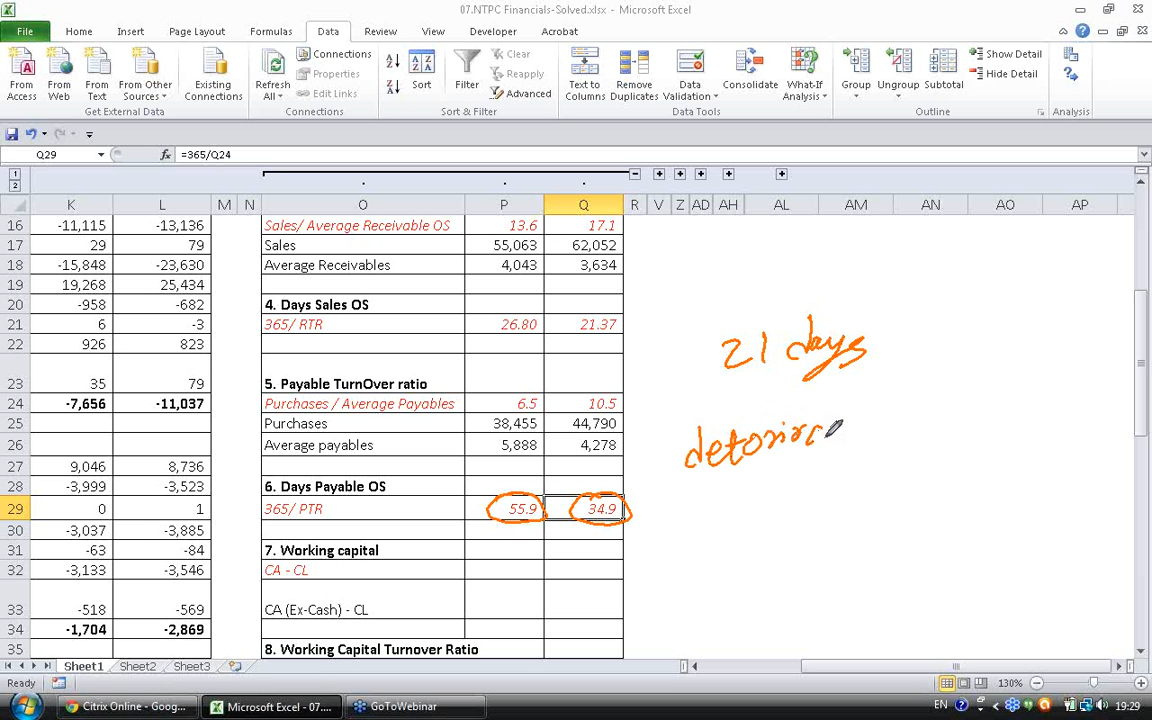 07.NTPC Financials-Solved.xlsx - Microsoft Excel
File Home Insert Page Layout Formulas Data Review View Developer Acrobat
From Access From Web From Text From Other Sources Existing Connections Refresh All Connections Properties Edit Links Sort Filter Clear Reapply Advanced Text to Columns Remove Duplicates Data Validation Consolidate What-If Analysis Group Ungroup Subtotal Show Detail Hide Detail
Get External Data Connections Sort & Filter Data Tools Outline Analysis
Q29 fx =365/Q24
1
2
K L M N O P Q R V Z AD AH AL AM AN AO AP
16 -11,115 -13,136 Sales/ Average Receivable OS 13.6 17.1
17 29 79 Sales 55,063 62,052
18 -15,848 -23,630 Average Receivables 4,043 3,634
19 19,268 25,434
20 -958 -682 4. Days Sales OS
21 6 -3 365/ RTR 26.80 21.37
22 926 823
21 days
23 35 79 5. Payable TurnOver ratio
24 -7,656 -11,037 Purchases / Average Payables 6.5 10.5
25 Purchases 38,455 44,790
26 Average payables 5,888 4,278
27 9,046 8,736
28 -3,999 -3,523 6. Days Payable OS
29 0 1 365/ PTR 55.9 34.9
30 -3,037 -3,885
31 -63 -84 7. Working capital
32 -3,133 -3,546 CA - CL
33 -518 -569 CA (Ex-Cash) - CL
34 -1,704 -2,869
35 8. Working Capital Turnover Ratio
Sheet1 Sheet2 Sheet3
Ready 130%
Citrix Online - Goog... Microsoft Excel - 07.... GoToWebinar EN 19:29